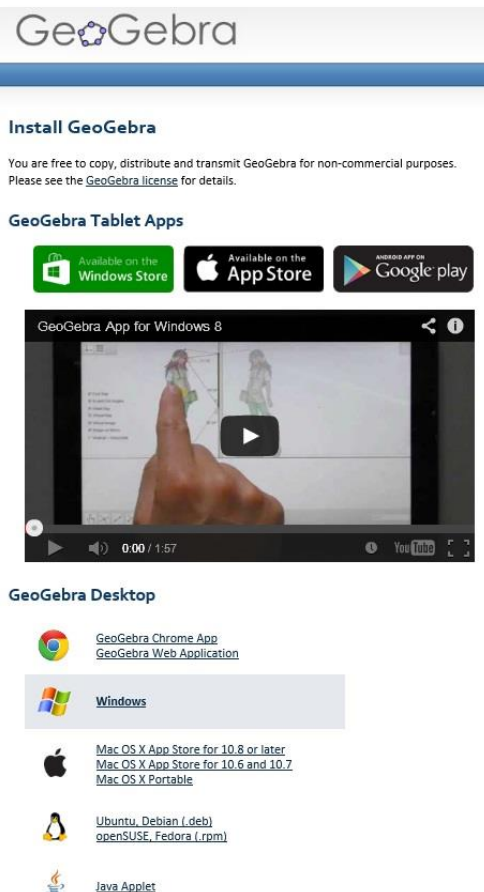 GeoGebra
Install GeoGebra
You are free to copy, distribute and transmit GeoGebra for non-commercial purposes.
Please see the GeoGebra license for details.
GeoGebra Tablet Apps
Available on the
Windows Store
Available on the
App Store
ANDROID APP ON
Google play
GeoGebra App for Windows 8
0:00 / 1:57
YouTube
GeoGebra Desktop
GeoGebra Chrome App
GeoGebra Web Application
Windows
Mac OS X App Store for 10.8 or later
Mac OS X App Store for 10.6 and 10.7
Mac OS X Portable
Ubuntu, Debian (.deb)
openSUSE, Fedora (.rpm)
Java Applet